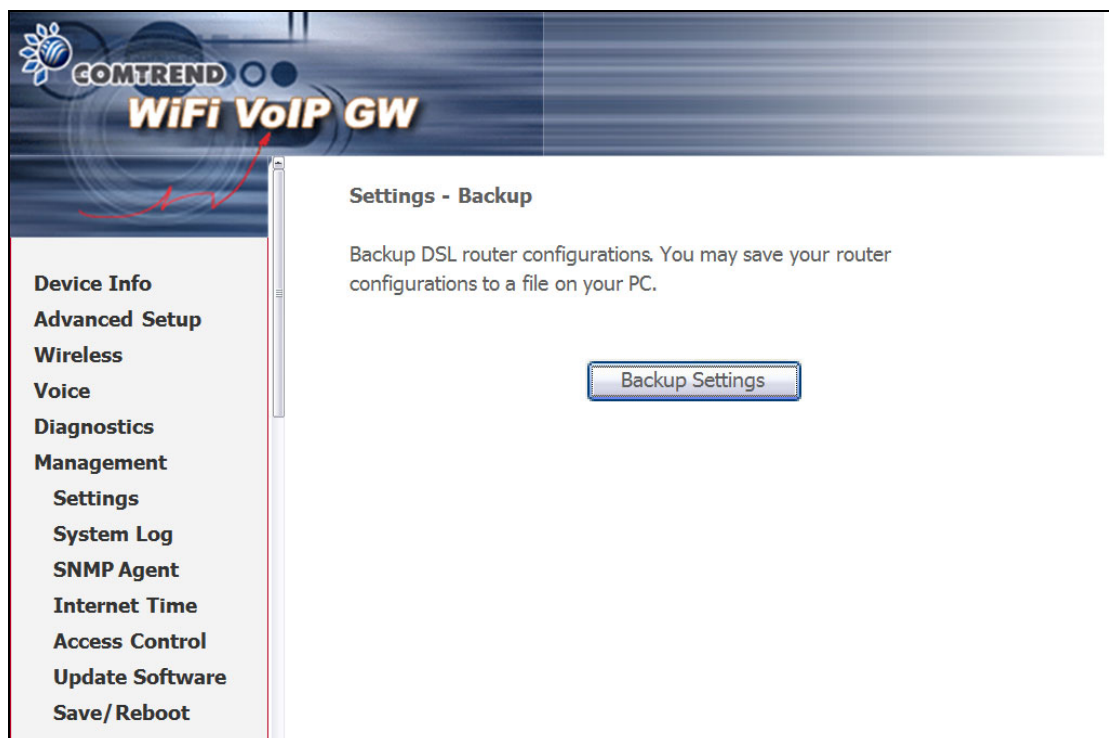 COMTREND
WiFi VoIP GW
Settings - Backup
Backup DSL router configurations. You may save your router
configurations to a file on your PC.
Backup Settings
Device Info
Advanced Setup
Wireless
Voice
Diagnostics
Management
Settings
System Log
SNMP Agent
Internet Time
Access Control
Update Software
Save/Reboot